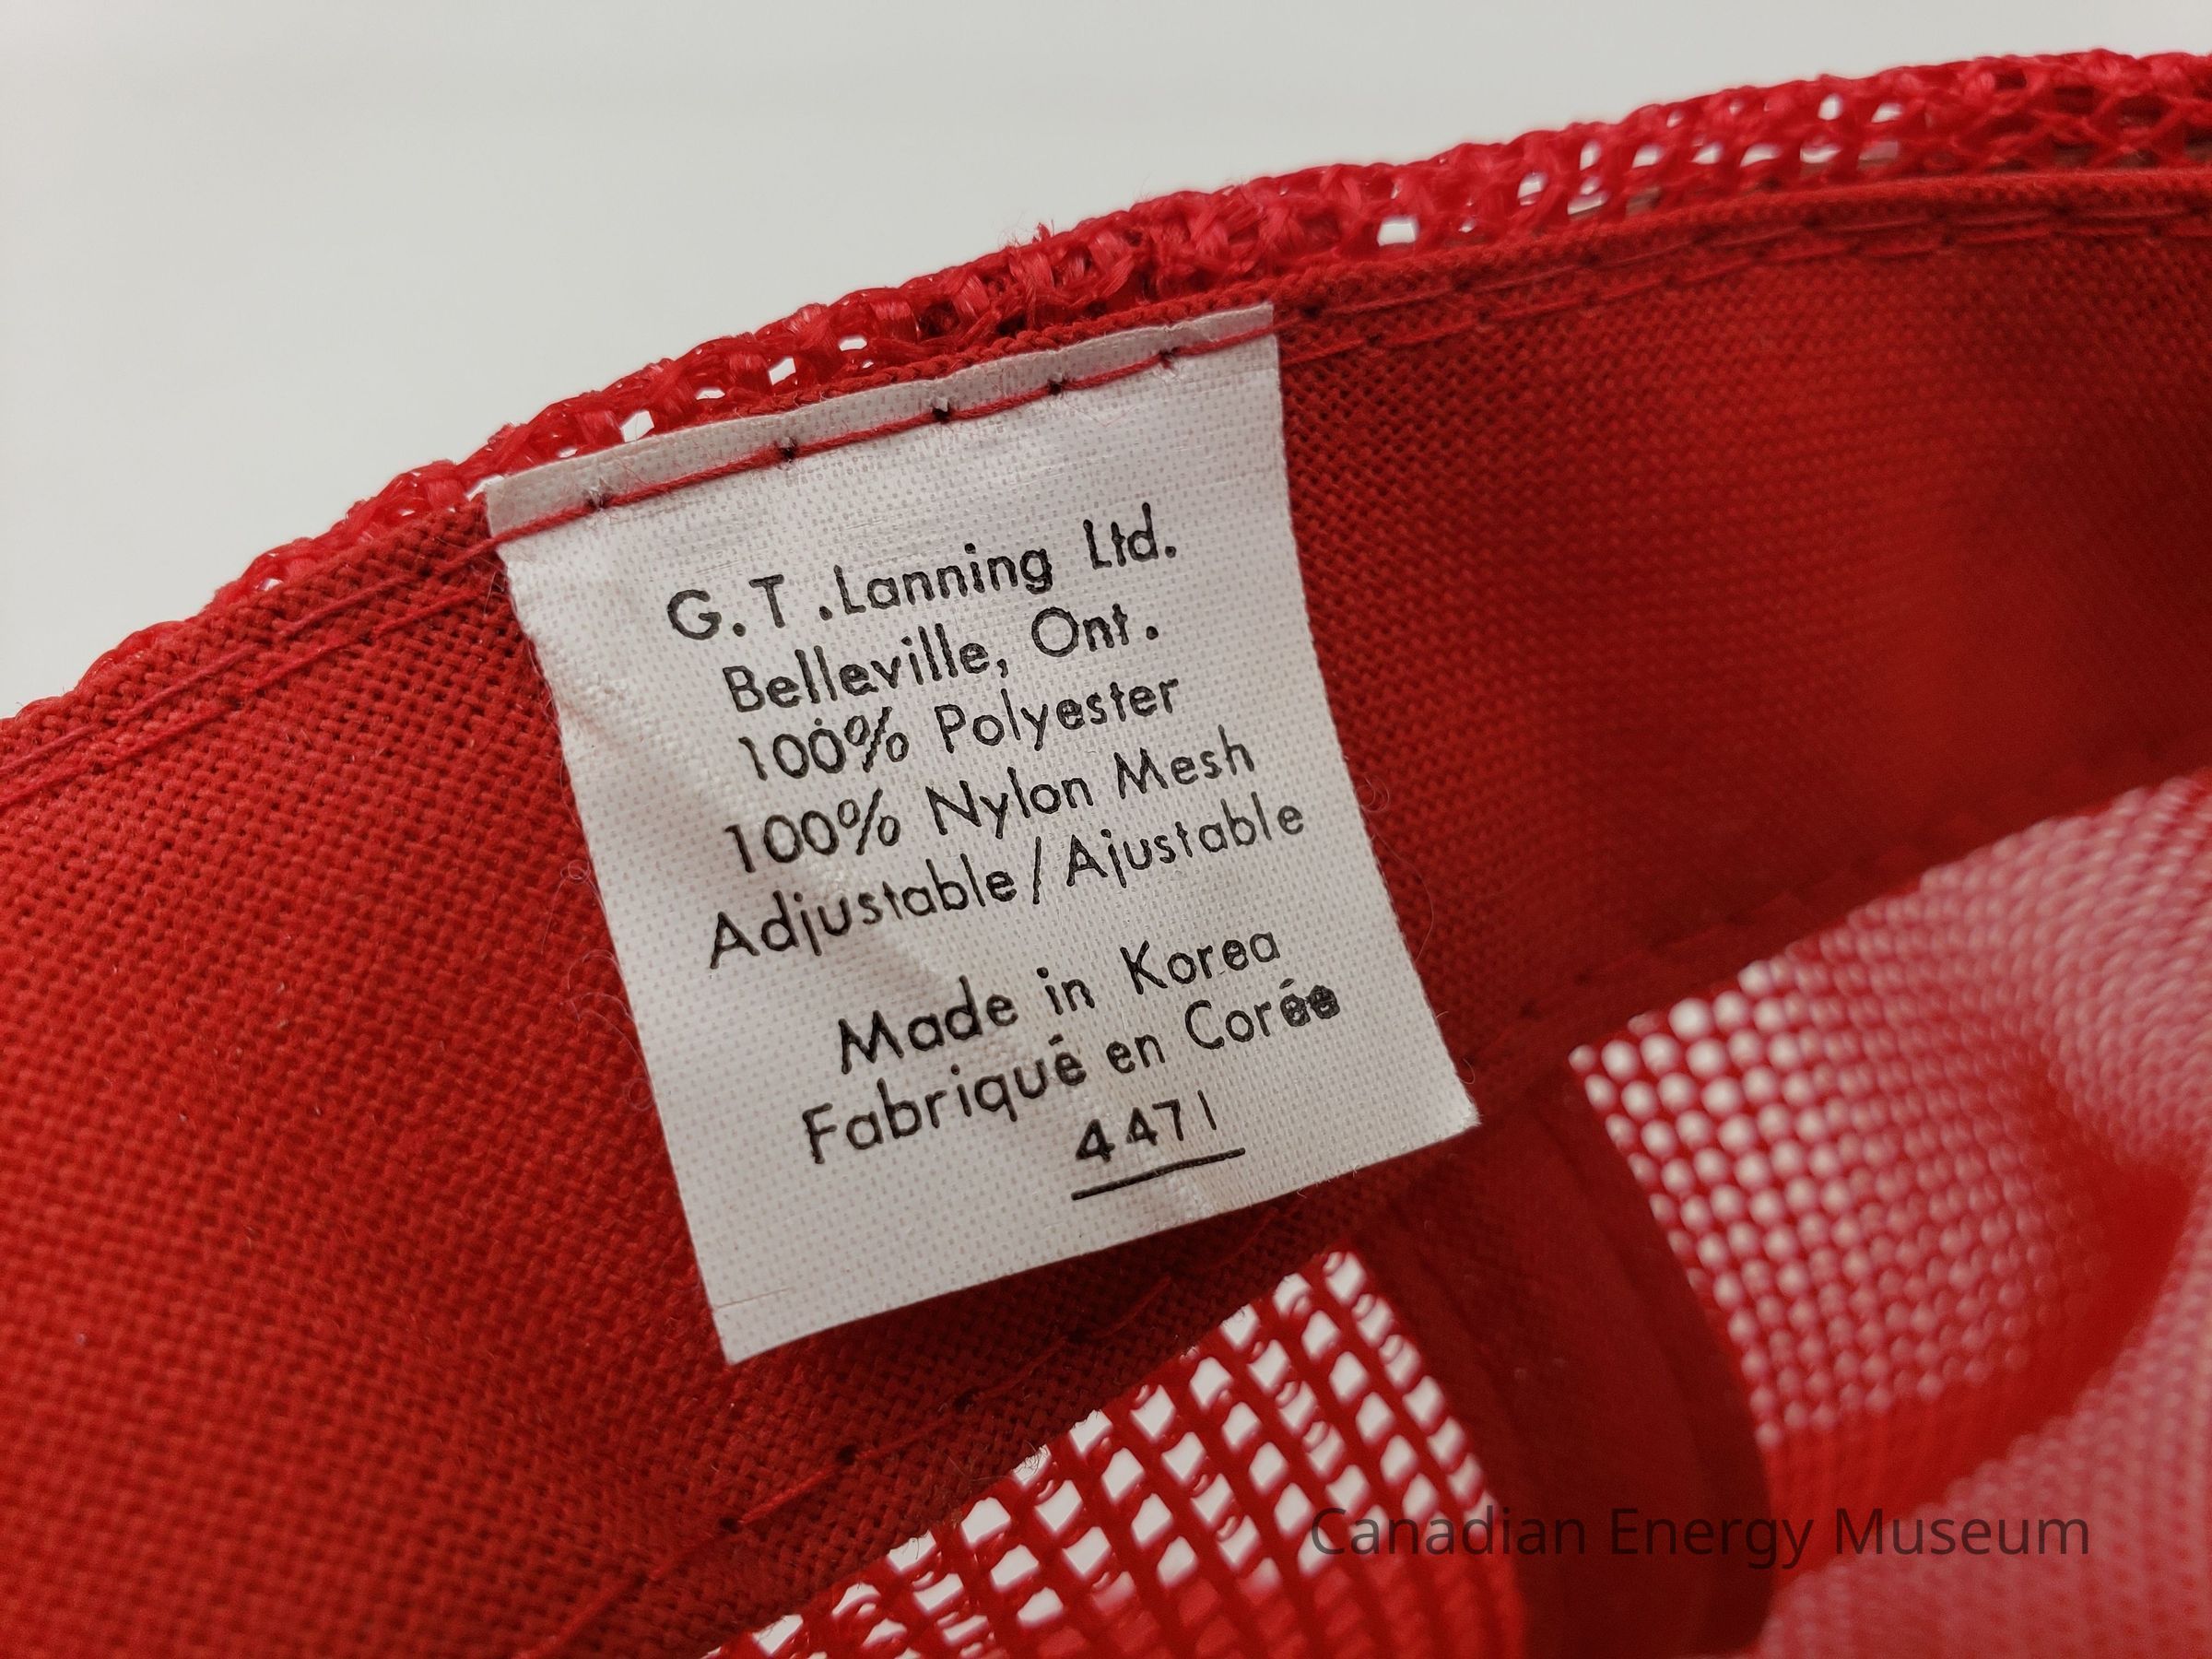 G.T.Lanning Ltd.
Belleville, Ont.
100% Polyester
100% Nylon Mesh
Adjustable/Ajustable
Made in Korea
Fabriqué en Corée
4471
Canadian Energy Museum